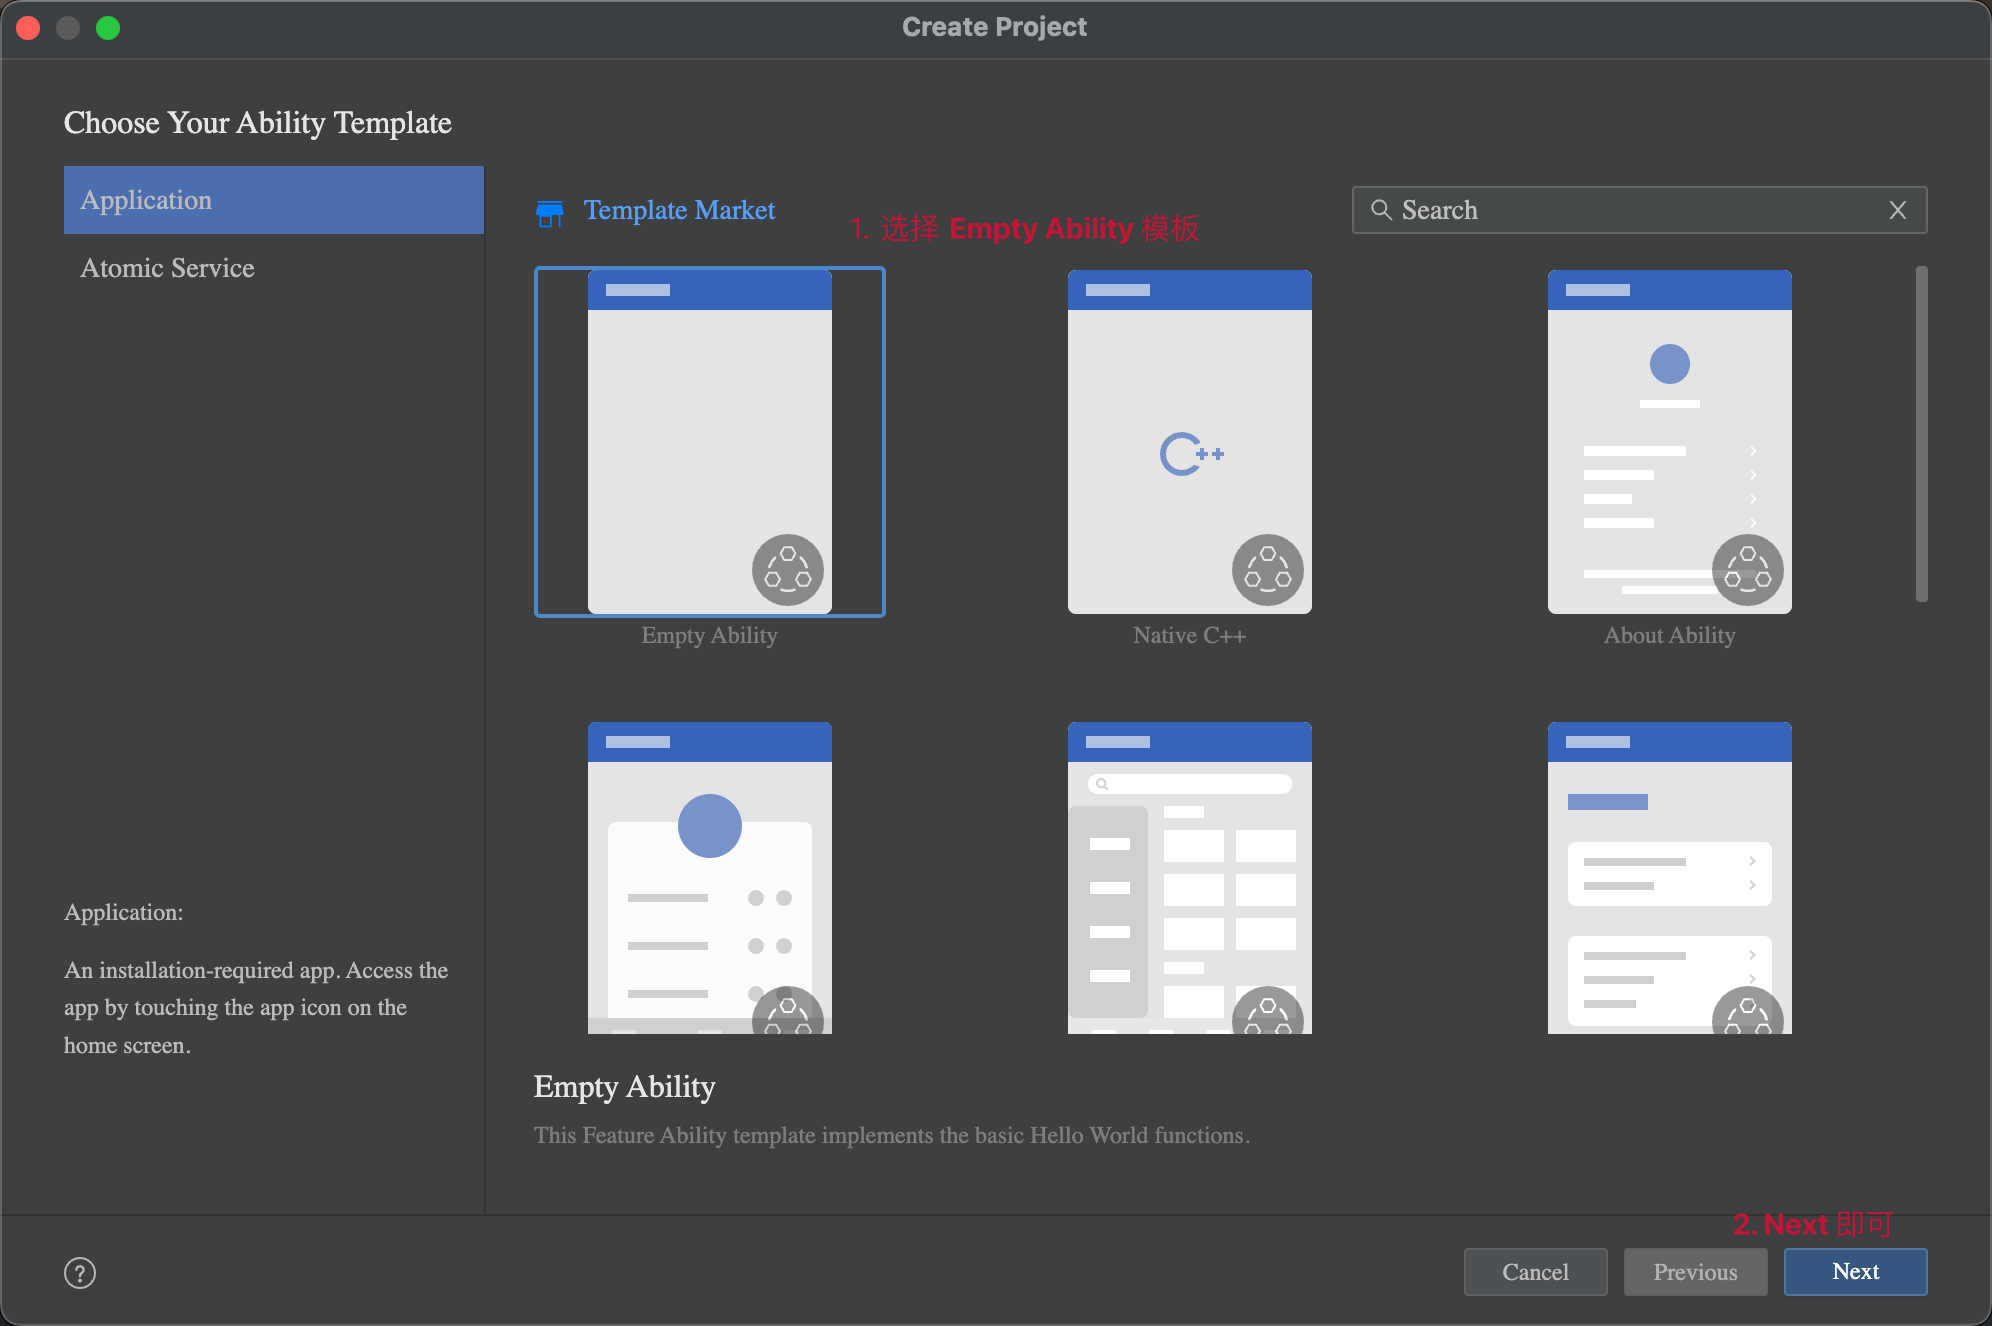 Create Project
Choose Your Ability Template
Application
Atomic Service
Template Market
1. 选择 Empty Ability 模板
Search
Empty Ability
C++
Native C++
About Ability
Application:
An installation-required app. Access the
app by touching the app icon on the
home screen.
Empty Ability
This Feature Ability template implements the basic Hello World functions.
2. Next 即可
?
Cancel
Previous
Next